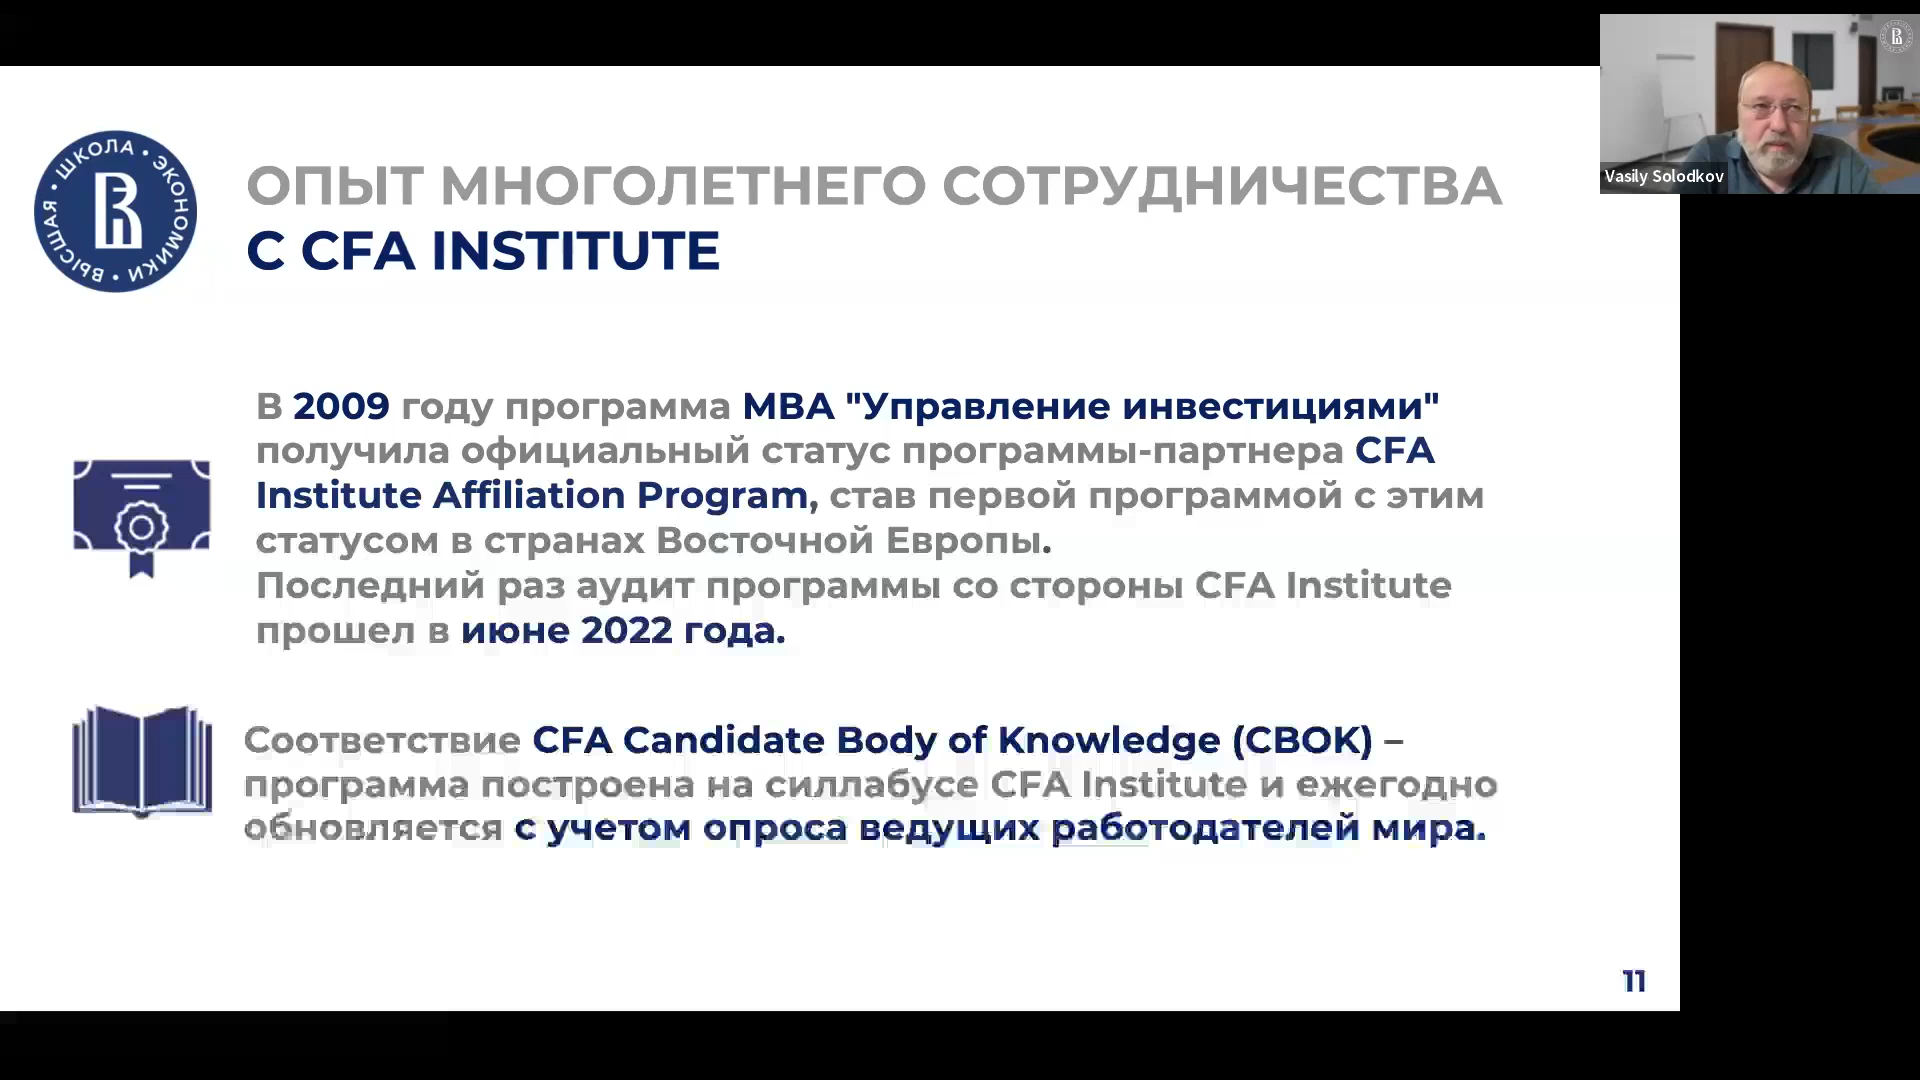 ВЫСШАЯ • ШКОЛА • ЭКОНОМИКИ •
ОПЫТ МНОГОЛЕТНЕГО СОТРУДНИЧЕСТВА
С CFA INSTITUTE
Vasily Solodkov
В 2009 году программа MBA "Управление инвестициями"
получила официальный статус программы-партнера CFA
Institute Affiliation Program, став первой программой с этим
статусом в странах Восточной Европы.
Последний раз аудит программы со стороны CFA Institute
прошел в июне 2022 года.
Соответствие CFA Candidate Body of Knowledge (CBOK) –
программа построена на силлабусе CFA Institute и ежегодно
обновляется с учетом опроса ведущих работодателей мира.
11